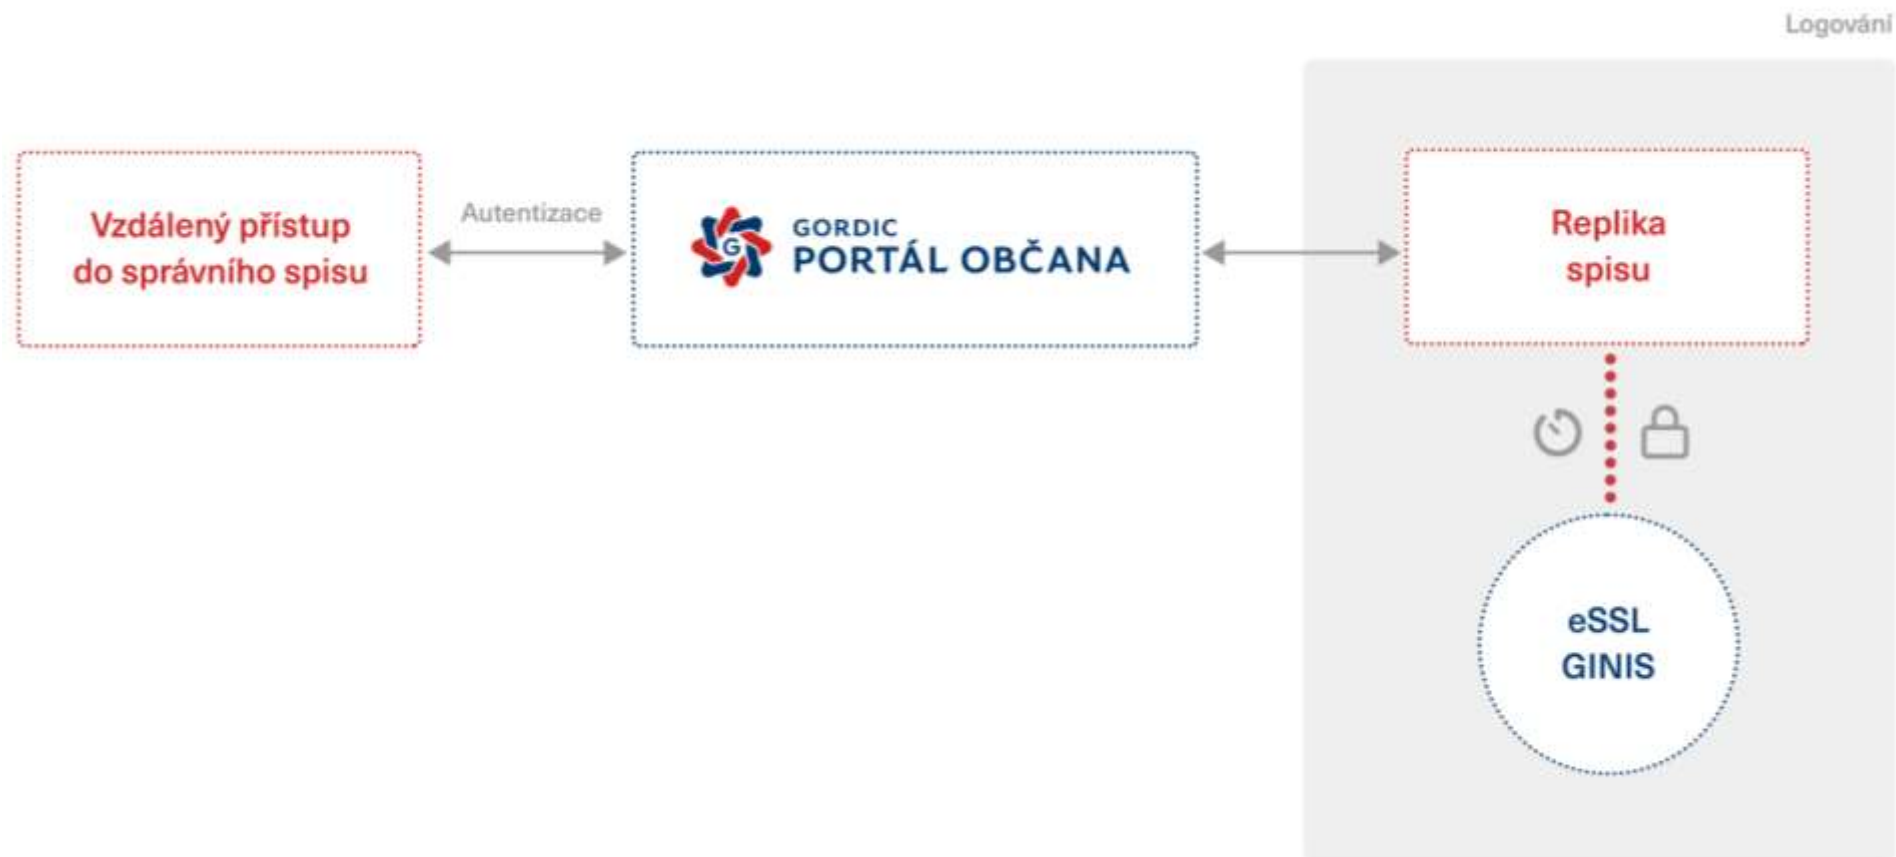 Logování
Vzdálený přístup
do správního spisu
Autentizace
G
GORDIC
PORTÁL OBČANA
Replika
spisu
eSSL
GINIS